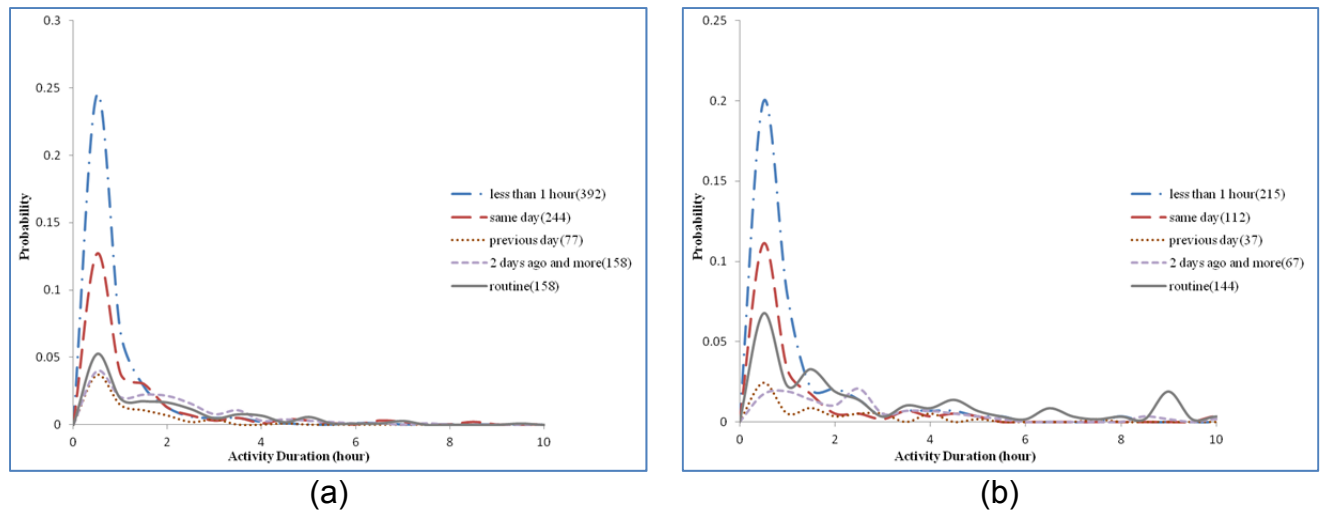 0.3
0.25
0.2
0.15
0.1
0.05
0
Probability
0 2 4 6 8 10
Activity Duration (hour)
less than 1 hour(392)
same day(244)
previous day(77)
2 days ago and more(158)
routine(158)
(a)
0.25
0.2
0.15
0.1
0.05
0
Probability
0 2 4 6 8 10
Activity Duration (hour)
less than 1 hour(215)
same day(112)
previous day(37)
2 days ago and more(67)
routine(144)
(b)